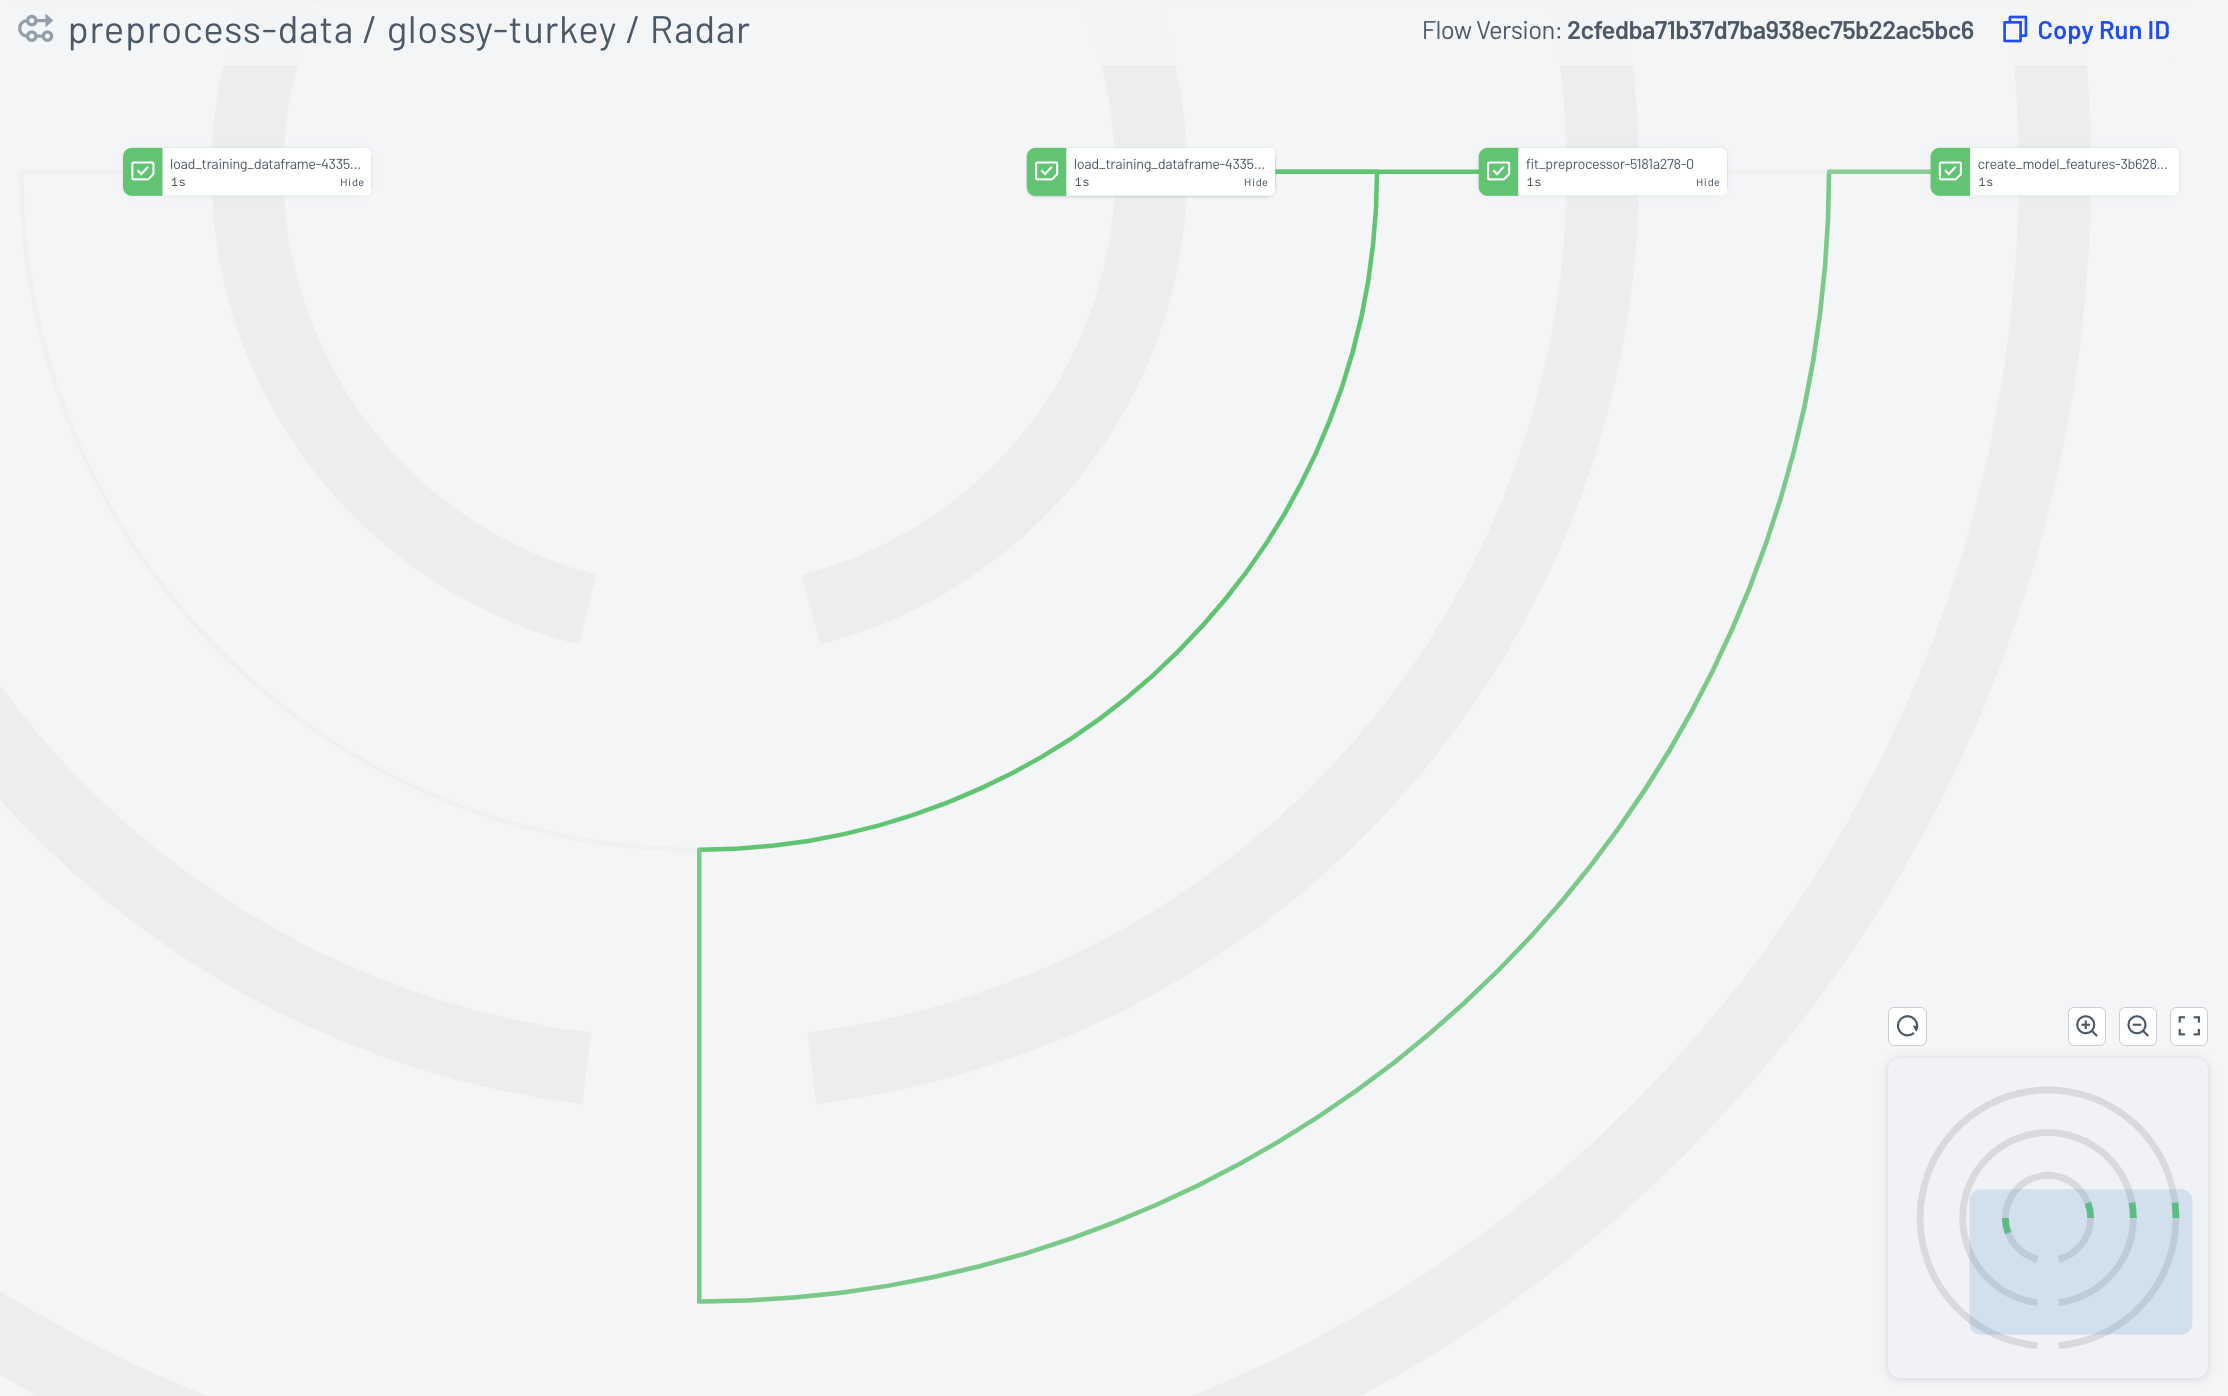 preprocess-data / glossy-turkey / Radar
Flow Version: 2cfedba71b37d7ba938ec75b22ac5bc6
Copy Run ID
load_training_dataframe-4335...
1s
Hide
load_training_dataframe-4335...
1s
Hide
fit_preprocessor-5181a278-0
1s
Hide
create_model_features-3b628...
1s